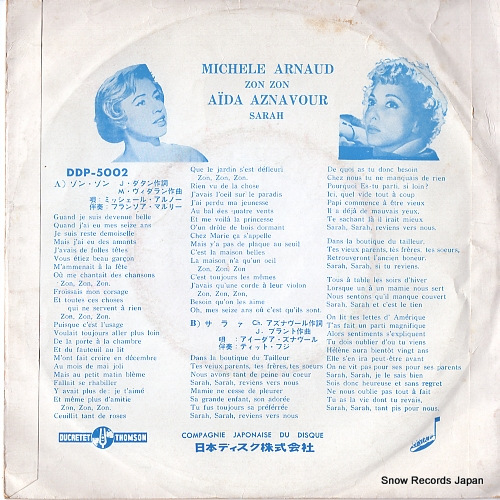 MICHELE ARNAUD
ZON ZON
AÏDA AZNAVOUR
SARAH
DDP-5002
A) ゾン・ゾン J・ダタン作詞
M・ヴィダラン作曲
唄:ミッシェール・アルノー
伴奏:フランソア・マルリー
Quand je suis devenue belle
Quand j'ai eu mes seize ans
Je suis resté demoiselle
Mais j'ai eu des amants
J'avais de folles têtes
Vous étiez beau garçon
M'ammenait à la fête
Où me chantait des chansons
Zon, Zon, Zon.
Froissais mon corsage
Et toutes ces choses
qui ne servent à rien
Zon, Zon, Zon.
Puisque c'est l'usage
Voulait toujours aller plus loin
De la porte à la chambre
Et du fauteuil au lit
M'ont fait cerise en décembre
Au mois de mai joli
Mais au petit matin blême
Fallait se rhabiller
Y avait plus de: je t'aime
Et même plus d'amitié
Zon, Zon, Zon.
Ceuillit tant de roses
Que le jardin s'est défleuri
Zon, Zon, Zon.
Rien vu de la chose
J'avais l'oeil sur le paradis
J'ai perdu ma jeunesse
Au bal des quatre vents
Et me voilà la princesse
O'un drôle de bois dormant
Chez Marie ça s'appelle
Mais y'a pas de plaque au seuil
C'est la maison belles
La maison n'a qu'un oeil
Zon, Zon, Zon
C'est toujours les mêmes
J'avais qu'une corde à leur violon
Zon, Zon, Zon,
Besoin qu'on les aime
Oh, mes seize ans où c'est qu'ils sont.
B) サラァ Ch. アズナヴール作詞
J. プラント作曲
唄 :アイーダア・ズナヴール
伴奏:ティット・フジ
Dans la boutique du Tailleur
Tes yeux parents, tes frères, tes soeurs
Nous avons tant de peine au coeur
Sarah, Sarah, reviens vers nous
Mamie ne cesse de pleurer
Sa grande enfant, son adorée
Tu fus toujours sa préférée
Sarah, Sarah, reviens vers nous
De quoi as tu donc besoin
Chez nous tu ne manquais de rien
Pourquoi Es-tu parti, si loin?
Ici, quel vide tout à coup
Papi commence à être vieux
Il a déjà de mauvais yeux,
Te sachant là il irait mieux
Sarah, Sarah, reviens vers nous.
Dans la boutique du tailleur.
Tes vieux parents, tes frères, les soeurs,
Retrouveront l'ancien boneur.
Sarah, Sarah, si tu reviens.
Tous à table les soirs d'hiver
Lorsque un à un mamie nous sert
Nous sentons qu'il manque couvert
Sarah, Sarah et c'est le tien
On lit tes lettres d' Amérique
T'as fait un parti magnifique
Alors sentiments s'expliquent
Tu dois oublier d'ou tu viens
Hélène aura bientôt vingt ans
Elle s'en ira peut-être avant
On ne vit pas pour ses pour ses parents
Sarah, Sarah, je le sais bien
Sois donc heureuse et sans regret
Ne nous oublie pas tout à fait
Tu as la vie dont tu revais,
Sarah, Sarah, tant pis pour nous.
DUCRETET THOMSON
COMPAGNIE JAPONAISE DU DISQUE
日本ディスク株式会社
Snow Records Japan